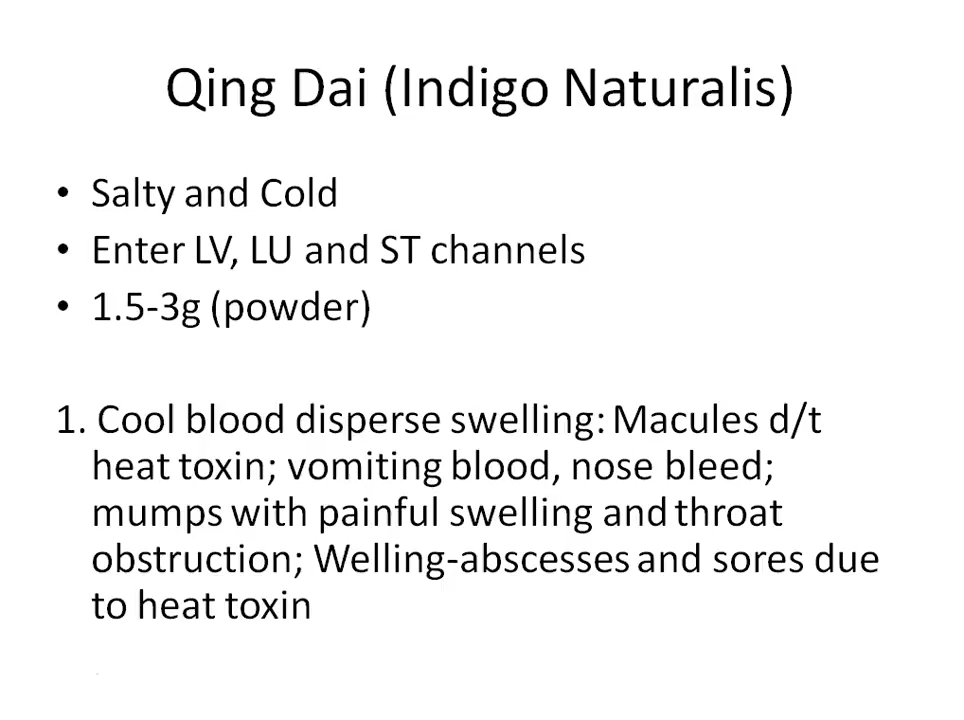 Qing Dai (Indigo Naturalis)
• Salty and Cold
• Enter LV, LU and ST channels
• 1.5-3g (powder)
1. Cool blood disperse swelling: Macules d/t
heat toxin; vomiting blood, nose bleed;
mumps with painful swelling and throat
obstruction; Welling-abscesses and sores due
to heat toxin